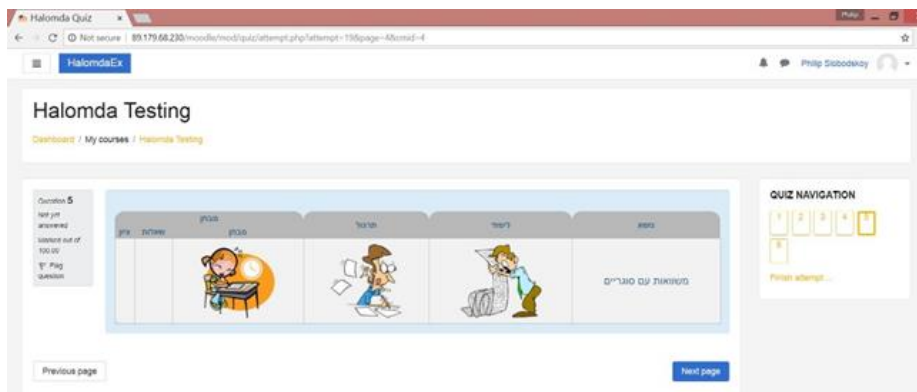 Halomda Quiz
Not secure | 89.179.68.230/moodle/mod/quiz/attempt.php?attempt=19&page=4&cmid=4
HalomdaEx
Philip Slobodskoy
Halomda Testing
Dashboard / My courses / Halomda Testing
Question 5
Not yet
answered
Marked out of
100.00
Flag
question
נושא
לימוד
תרגול
מבחן
מבחן
שאלות
ציון
משוואות עם סוגריים
QUIZ NAVIGATION
1 2 3 4 5
6
Finish attempt ...
Previous page
Next page